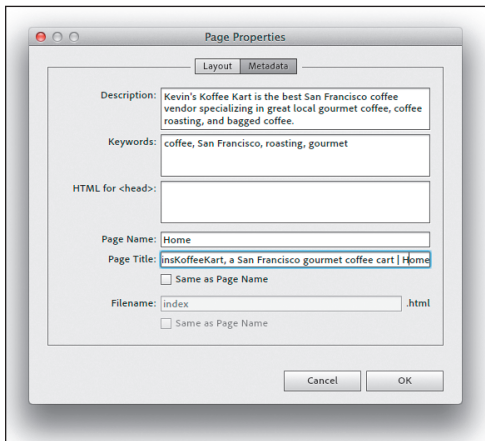 Page Properties
Layout Metadata
Description: Kevin's Koffee Kart is the best San Francisco coffee
vendor specializing in great local gourmet coffee, coffee
roasting, and bagged coffee.
Keywords: coffee, San Francisco, roasting, gourmet
HTML for <head>:
Page Name: Home
Page Title: insKoffeeKart, a San Francisco gourmet coffee cart | Home
Same as Page Name
Filename: index .html
Same as Page Name
Cancel OK